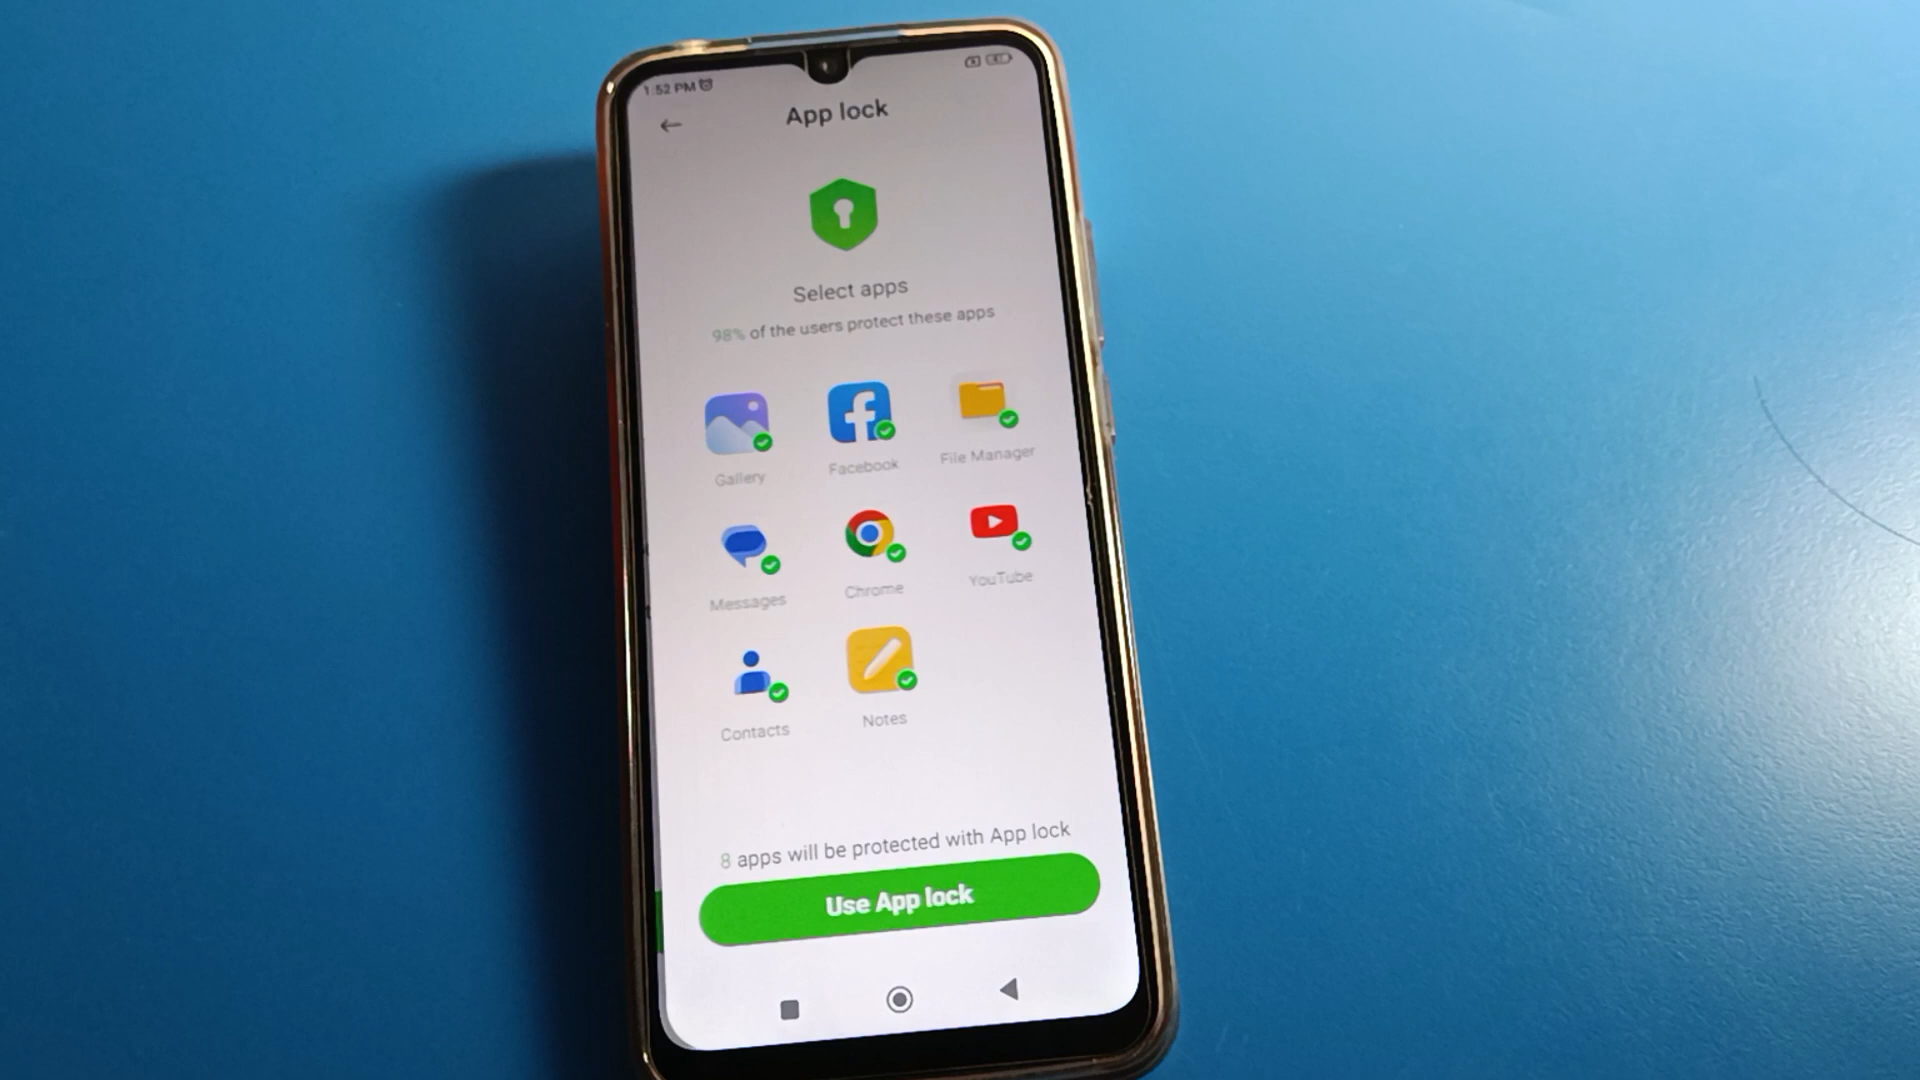 1:52 PM
App lock
Select apps
98% of the users protect these apps
Gallery
Facebook
File Manager
Messages
Chrome
YouTube
Contacts
Notes
8 apps will be protected with App lock
Use App lock